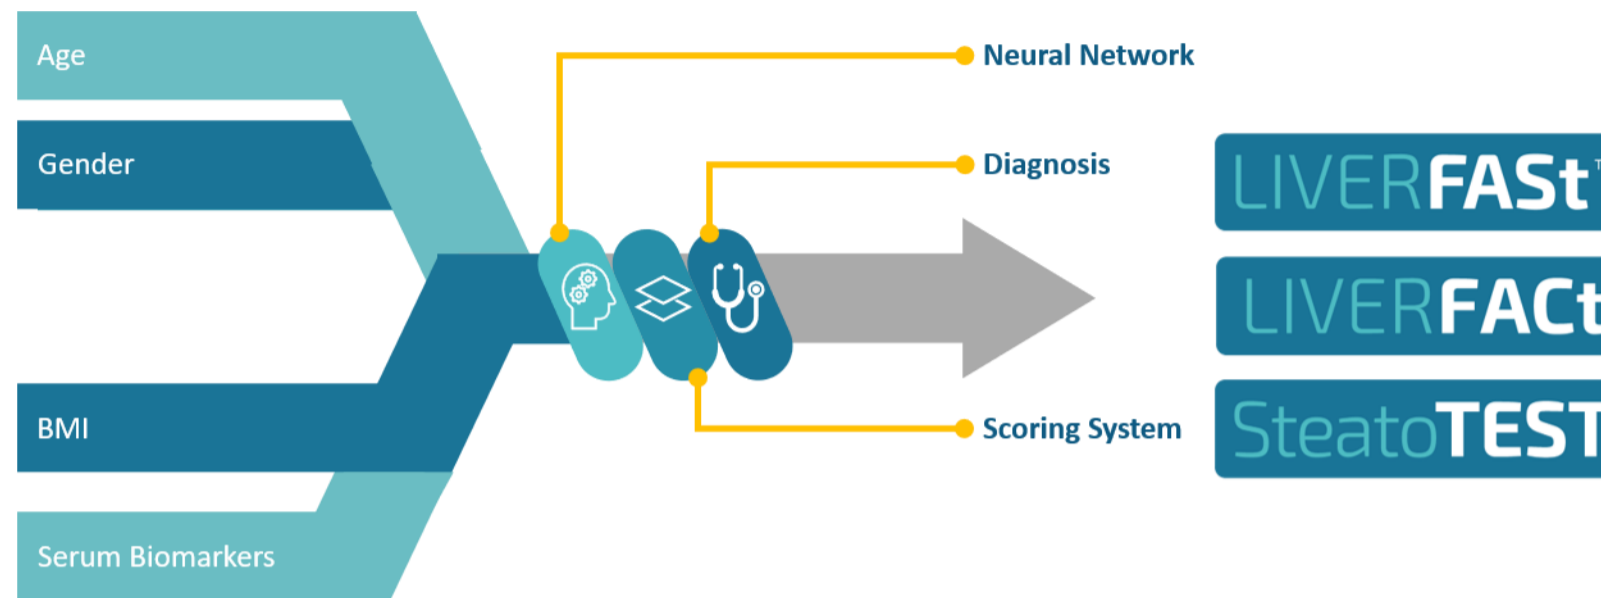 Age
Gender
BMI
Serum Biomarkers
Neural Network
Diagnosis
Scoring System
LIVERFASt
LIVERFACt
SteatoTEST